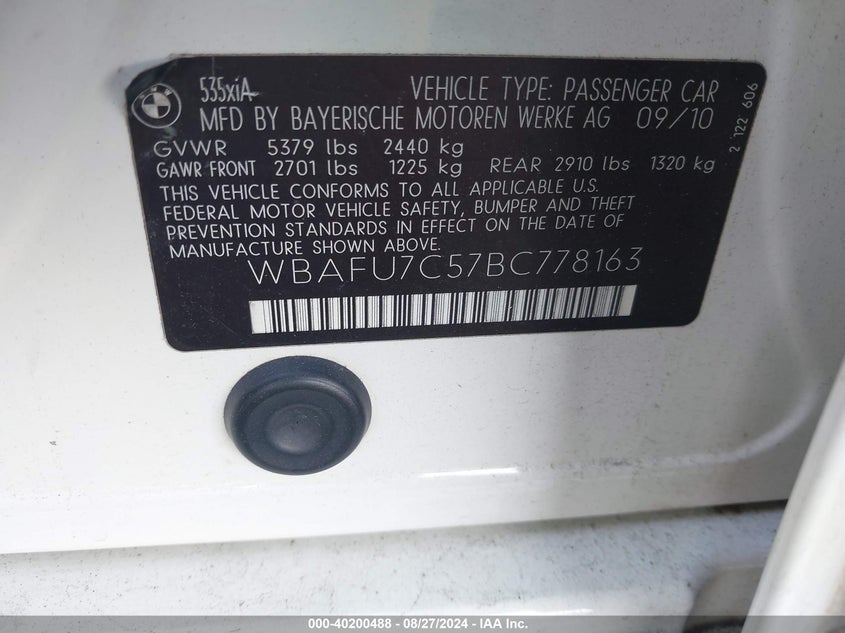 BMW
535xiA VEHICLE TYPE: PASSENGER CAR
MFD BY BAYERISCHE MOTOREN WERKE AG 09/10
GVWR 5379 lbs 2440 kg
GAWR FRONT 2701 lbs 1225 kg REAR 2910 lbs 1320 kg
THIS VEHICLE CONFORMS TO ALL APPLICABLE U.S.
FEDERAL MOTOR VEHICLE SAFETY, BUMPER AND THEFT
PREVENTION STANDARDS IN EFFECT ON THE DATE OF
MANUFACTURE SHOWN ABOVE.
WBAFU7C57BC778163
2 122 606
000-40200488 - 08/27/2024 - IAA Inc.